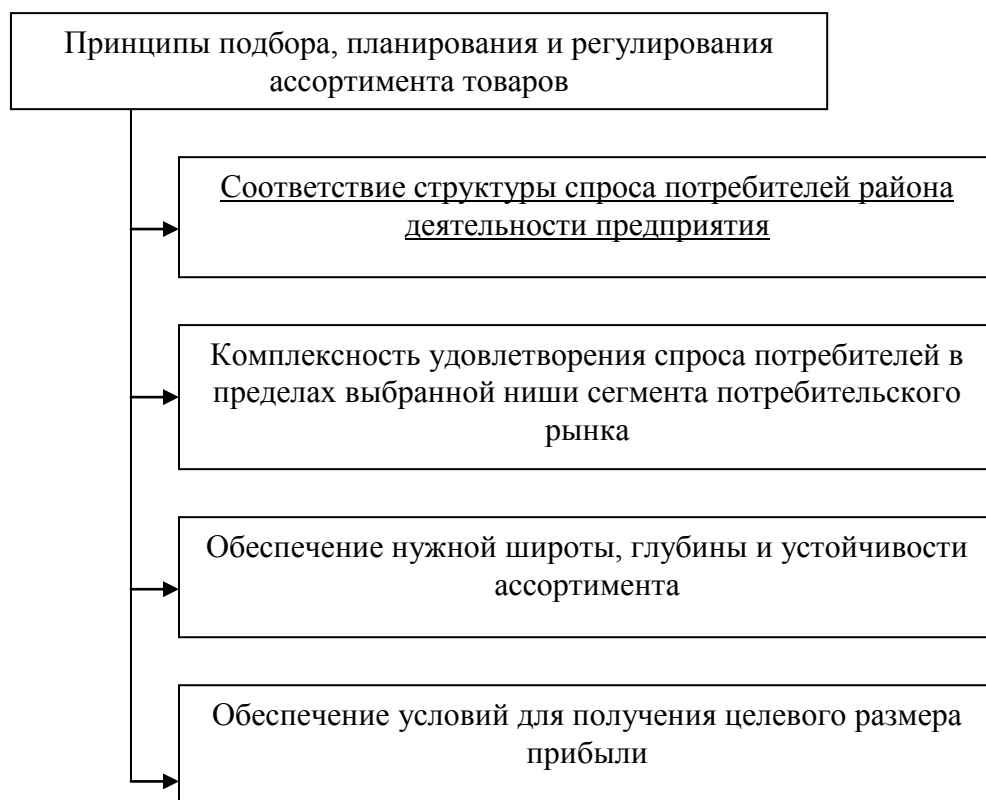 Принципы подбора, планирования и регулирования
ассортимента товаров
Соответствие структуры спроса потребителей района
деятельности предприятия
Комплексность удовлетворения спроса потребителей в
пределах выбранной ниши сегмента потребительского
рынка
Обеспечение нужной широты, глубины и устойчивости
ассортимента
Обеспечение условий для получения целевого размера
прибыли